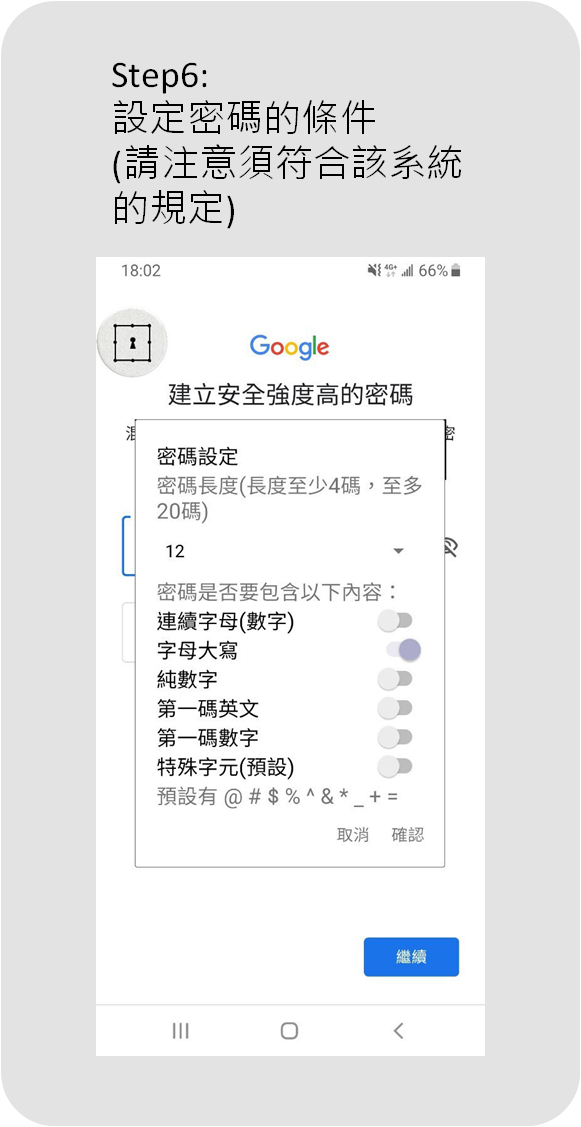 Step6:
設定密碼的條件
(請注意須符合該系統
的規定)
18:02 4G+ 66%
Google
建立安全強度高的密碼
密
密碼設定
密碼長度(長度至少4碼，至多
20碼)
12
密碼是否要包含以下內容：
連續字母(數字)
字母大寫
純數字
第一碼英文
第一碼數字
特殊字元(預設)
預設有 @ # $ % ^ & * _ + =
取消 確認
繼續